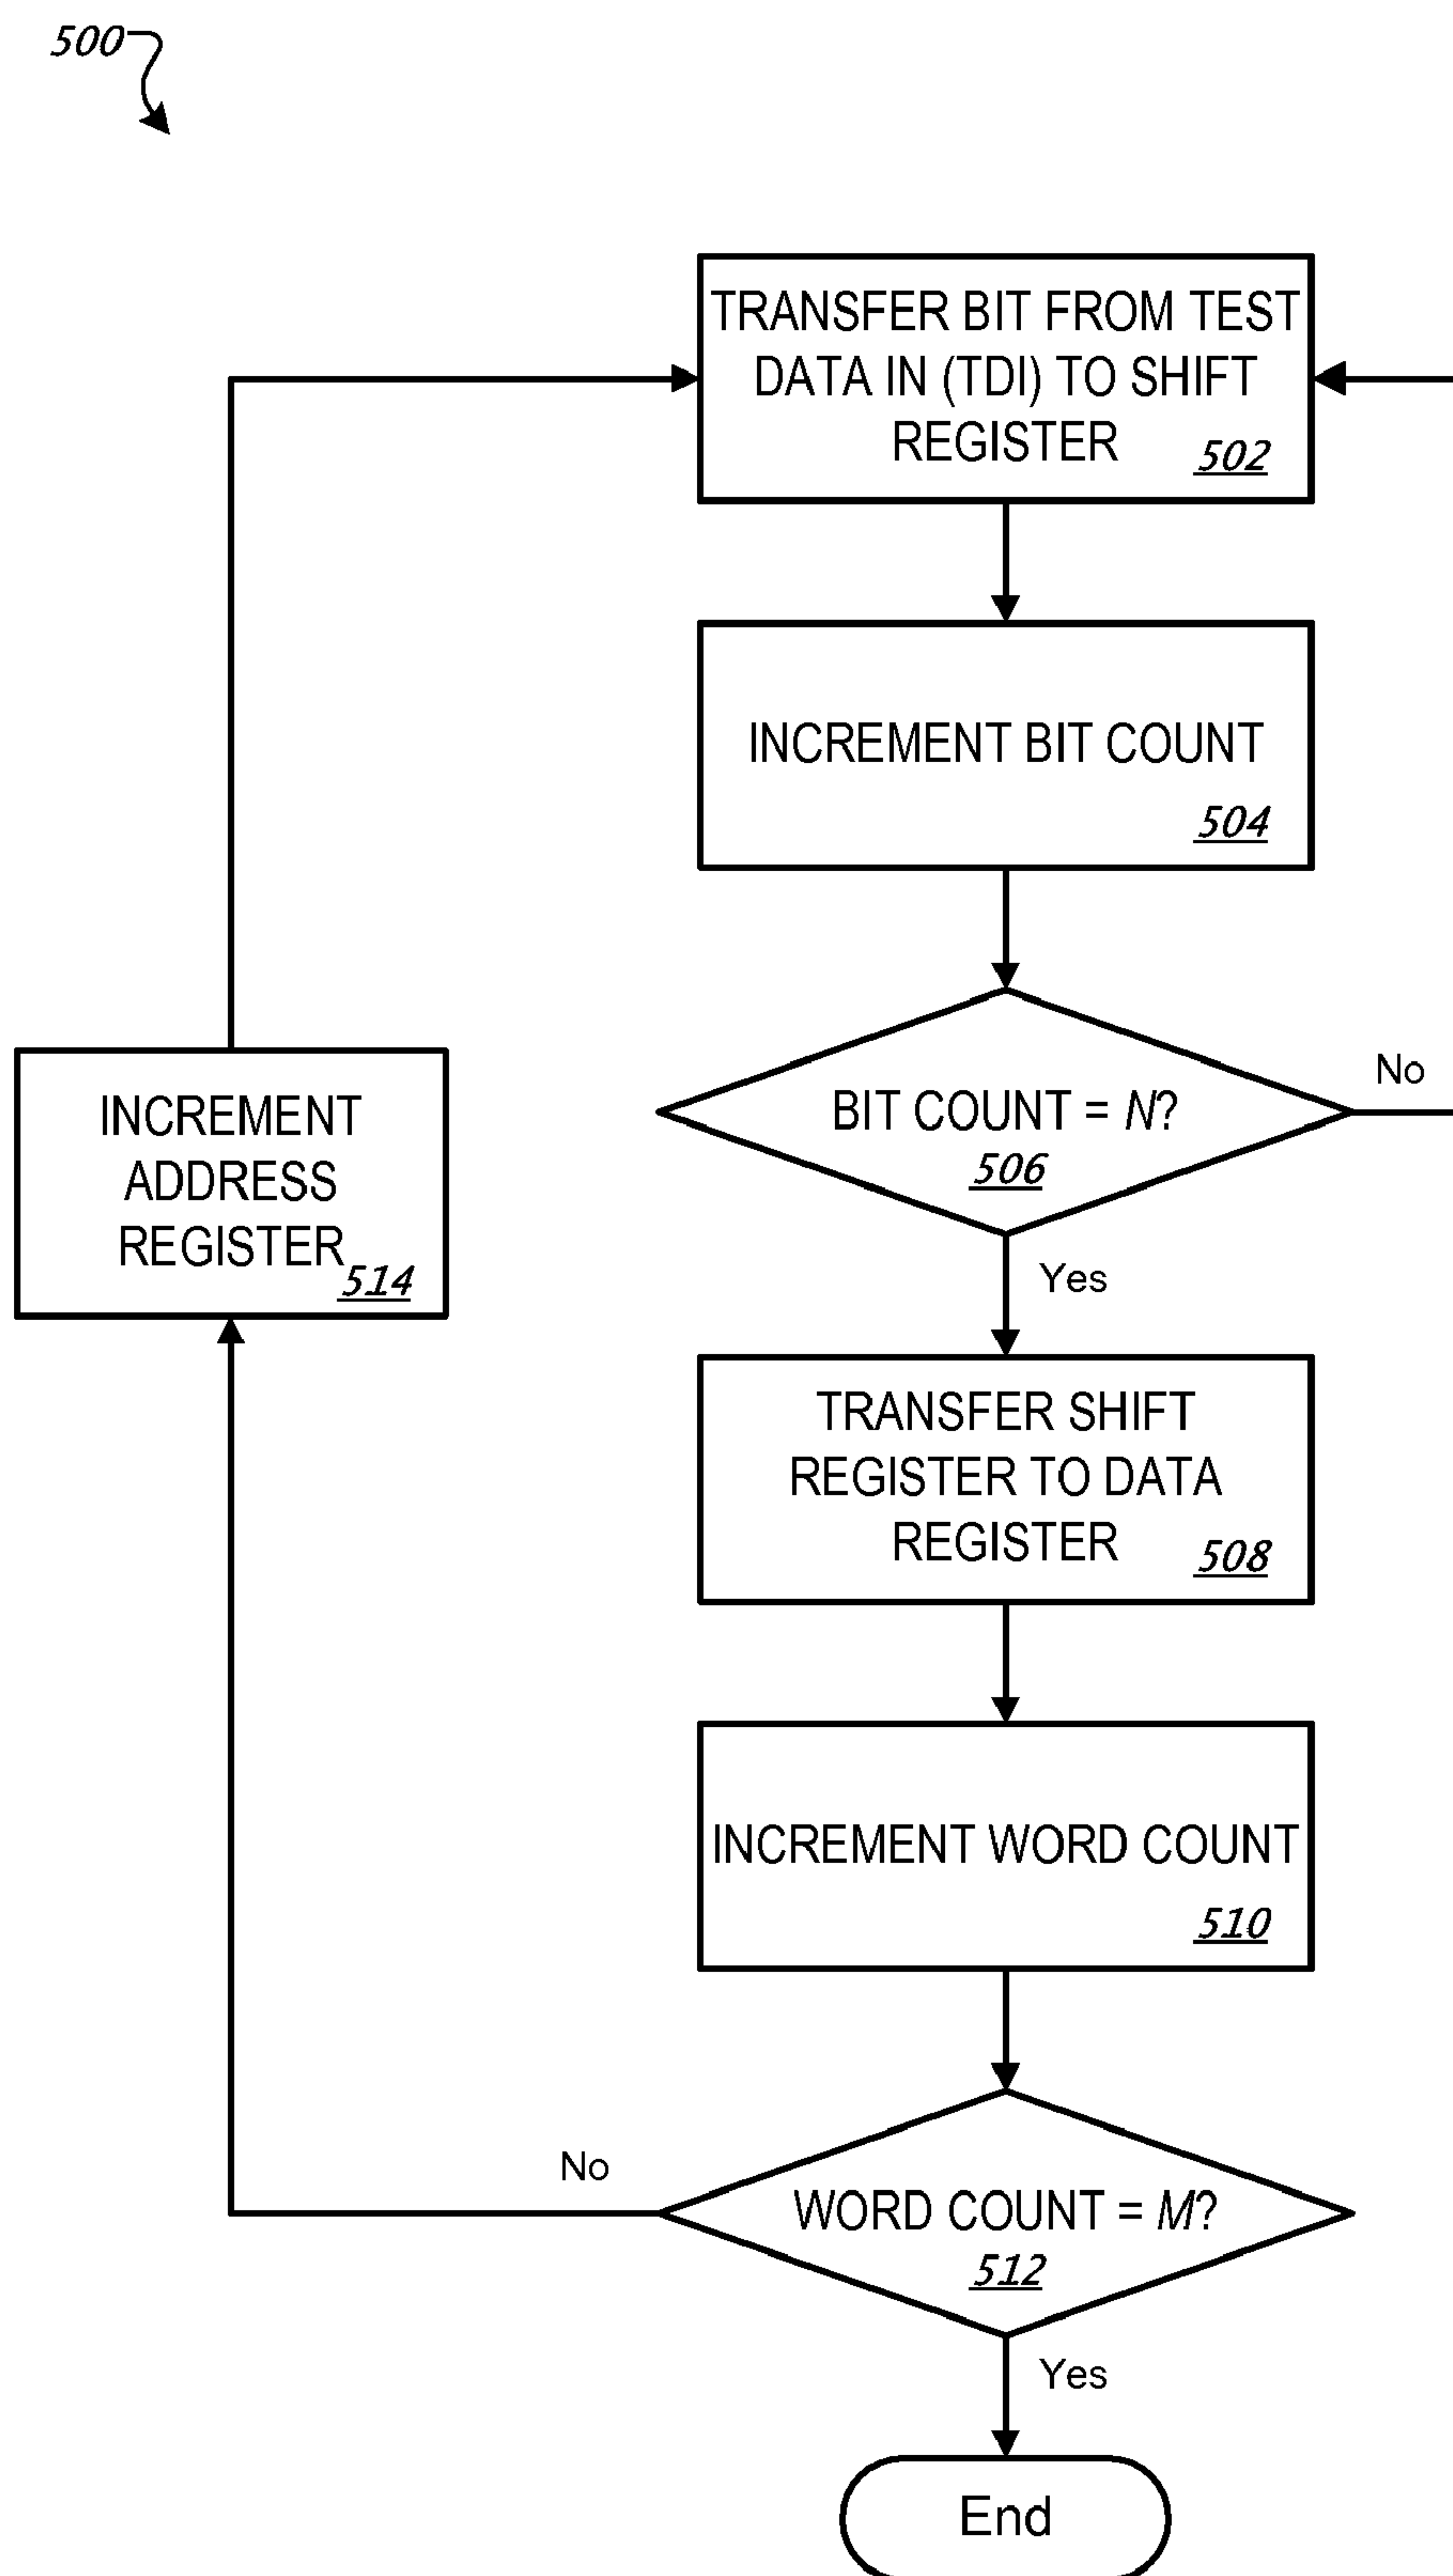 500
TRANSFER BIT FROM TEST
DATA IN (TDI) TO SHIFT
REGISTER
502
INCREMENT BIT COUNT
504
BIT COUNT = N?
506
No
Yes
INCREMENT
ADDRESS
REGISTER
514
TRANSFER SHIFT
REGISTER TO DATA
REGISTER
508
INCREMENT WORD COUNT
510
WORD COUNT = M?
512
No
Yes
End